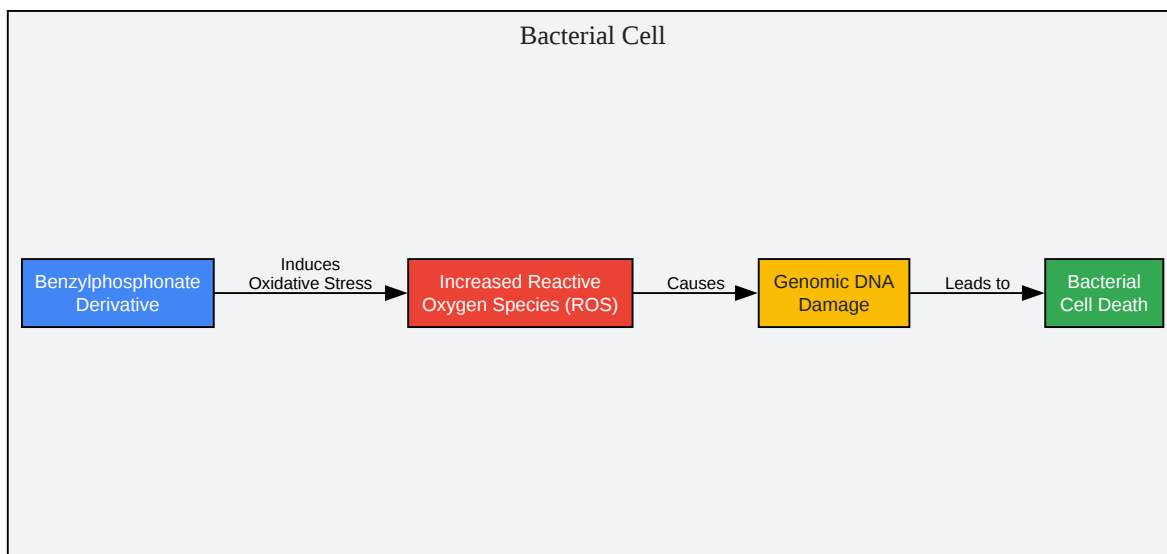 Bacterial Cell
Benzylphosphonate
Derivative
Induces
Oxidative Stress
Increased Reactive
Oxygen Species (ROS)
Causes
Genomic DNA
Damage
Leads to
Bacterial
Cell Death